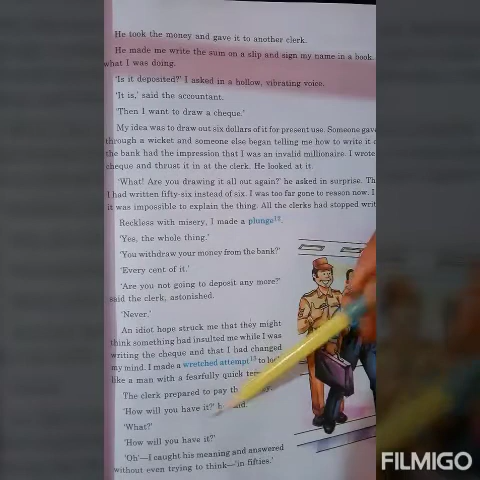 He took the money and gave it to another clerk.
He made me write the sum on a slip and sign my name in a book.
what I was doing.
'Is it deposited?' I asked in a hollow, vibrating voice.
'It is,' said the accountant.
'Then I want to draw a cheque.'
My idea was to draw out six dollars of it for present use. Someone gave
through a wicket and someone else began telling me how to write it
the bank had the impression that I was an invalid millionaire. I wrote
cheque and thrust it in at the clerk. He looked at it.
'What! Are you drawing it all out again?' he asked in surprise. Th
I had written fifty-six instead of six. I was too far gone to reason now. I
it was impossible to explain the thing. All the clerks had stopped writ
Reckless with misery, I made a plunge¹².
'Yes, the whole thing.'
'You withdraw your money from the bank?'
'Every cent of it.'
'Are you not going to deposit any more?'
said the clerk, astonished.
'Never.'
An idiot hope struck me that they might
think something had insulted me while I was
writing the cheque and that I had changed
my mind. I made a wretched attempt¹³ to
like a man with a fearfully quick
The clerk prepared to pay
'How will you have it?'
'What?'
'How will you have it?'
'Oh'—I caught his meaning and answered
without even trying to think—'in fifties.'
FILMIGO